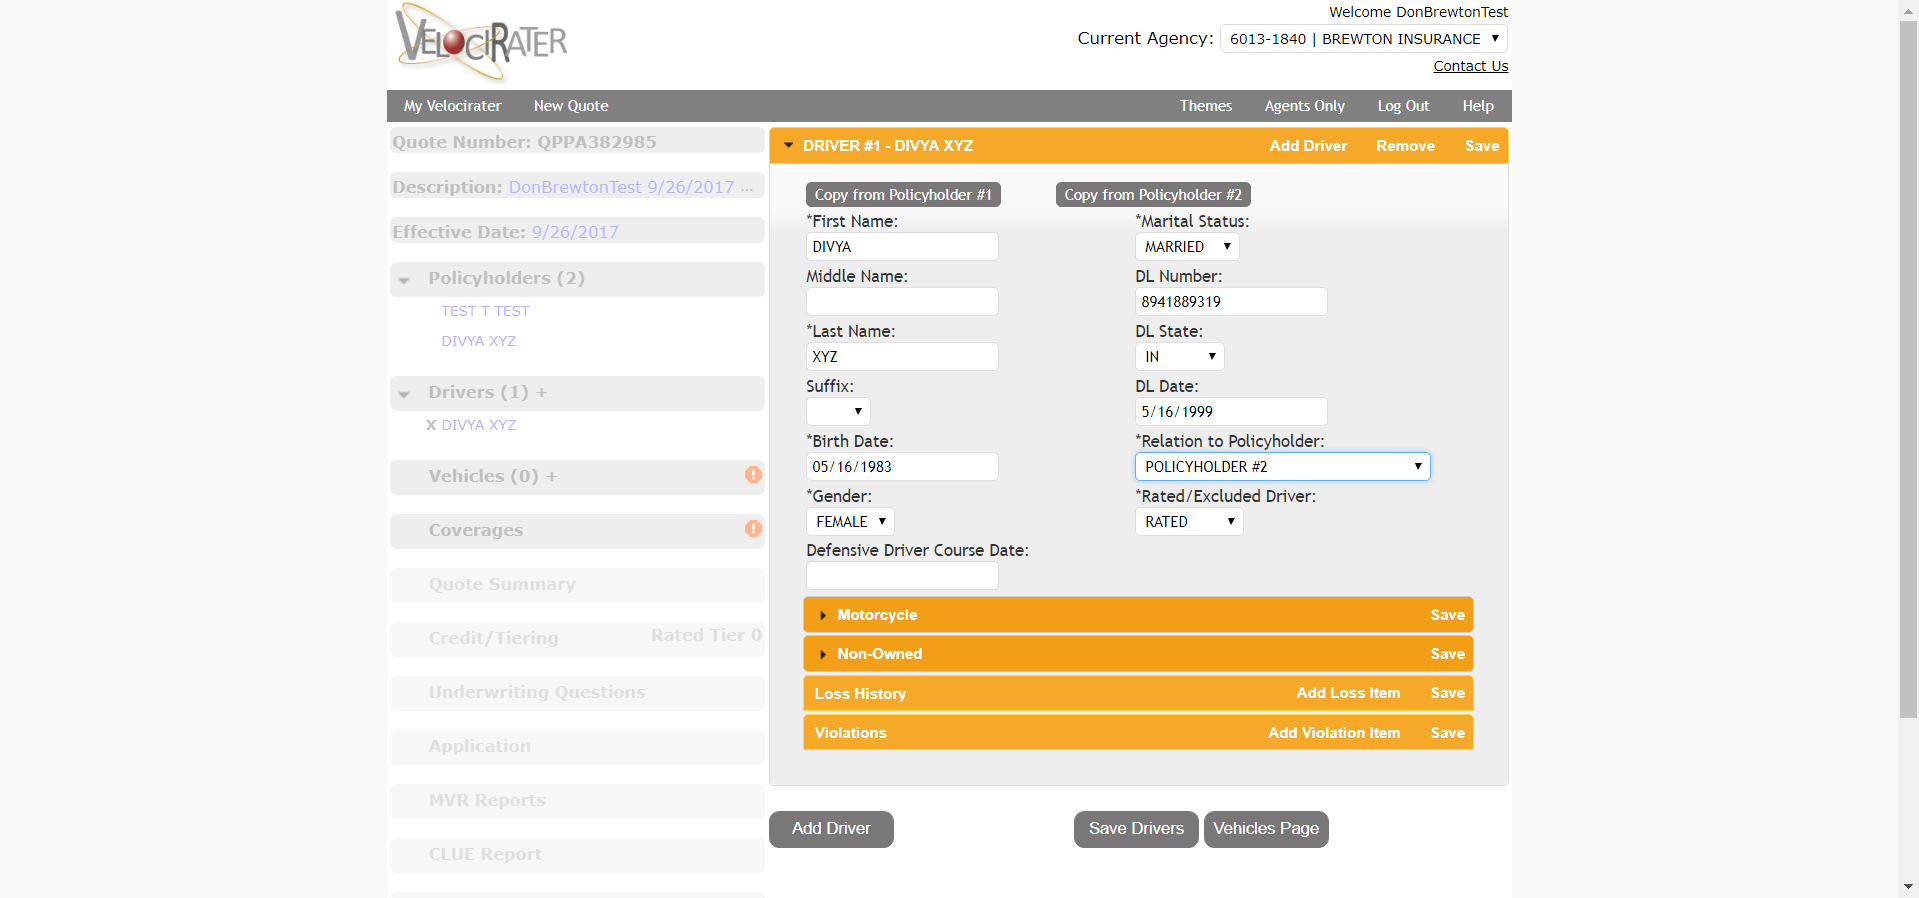 VELOCIRATER
Welcome DonBrewtonTest
Current Agency: 6013-1840 | BREWTON INSURANCE
Contact Us
My Velocirater New Quote Themes Agents Only Log Out Help
Quote Number: QPPA382985
Description: DonBrewtonTest 9/26/2017 ...
Effective Date: 9/26/2017
Policyholders (2)
TEST T TEST
DIVYA XYZ
Drivers (1) +
X DIVYA XYZ
Vehicles (0) +
Coverages
Quote Summary
Credit/Tiering Rated Tier 0
Underwriting Questions
Application
MVR Reports
CLUE Report
DRIVER #1 - DIVYA XYZ Add Driver Remove Save
Copy from Policyholder #1 Copy from Policyholder #2
*First Name: *Marital Status:
DIVYA MARRIED
Middle Name: DL Number:
8941889319
*Last Name: DL State:
XYZ IN
Suffix: DL Date:
5/16/1999
*Birth Date: *Relation to Policyholder:
05/16/1983 POLICYHOLDER #2
*Gender: *Rated/Excluded Driver:
FEMALE RATED
Defensive Driver Course Date:
Motorcycle Save
Non-Owned Save
Loss History Add Loss Item Save
Violations Add Violation Item Save
Add Driver Save Drivers Vehicles Page